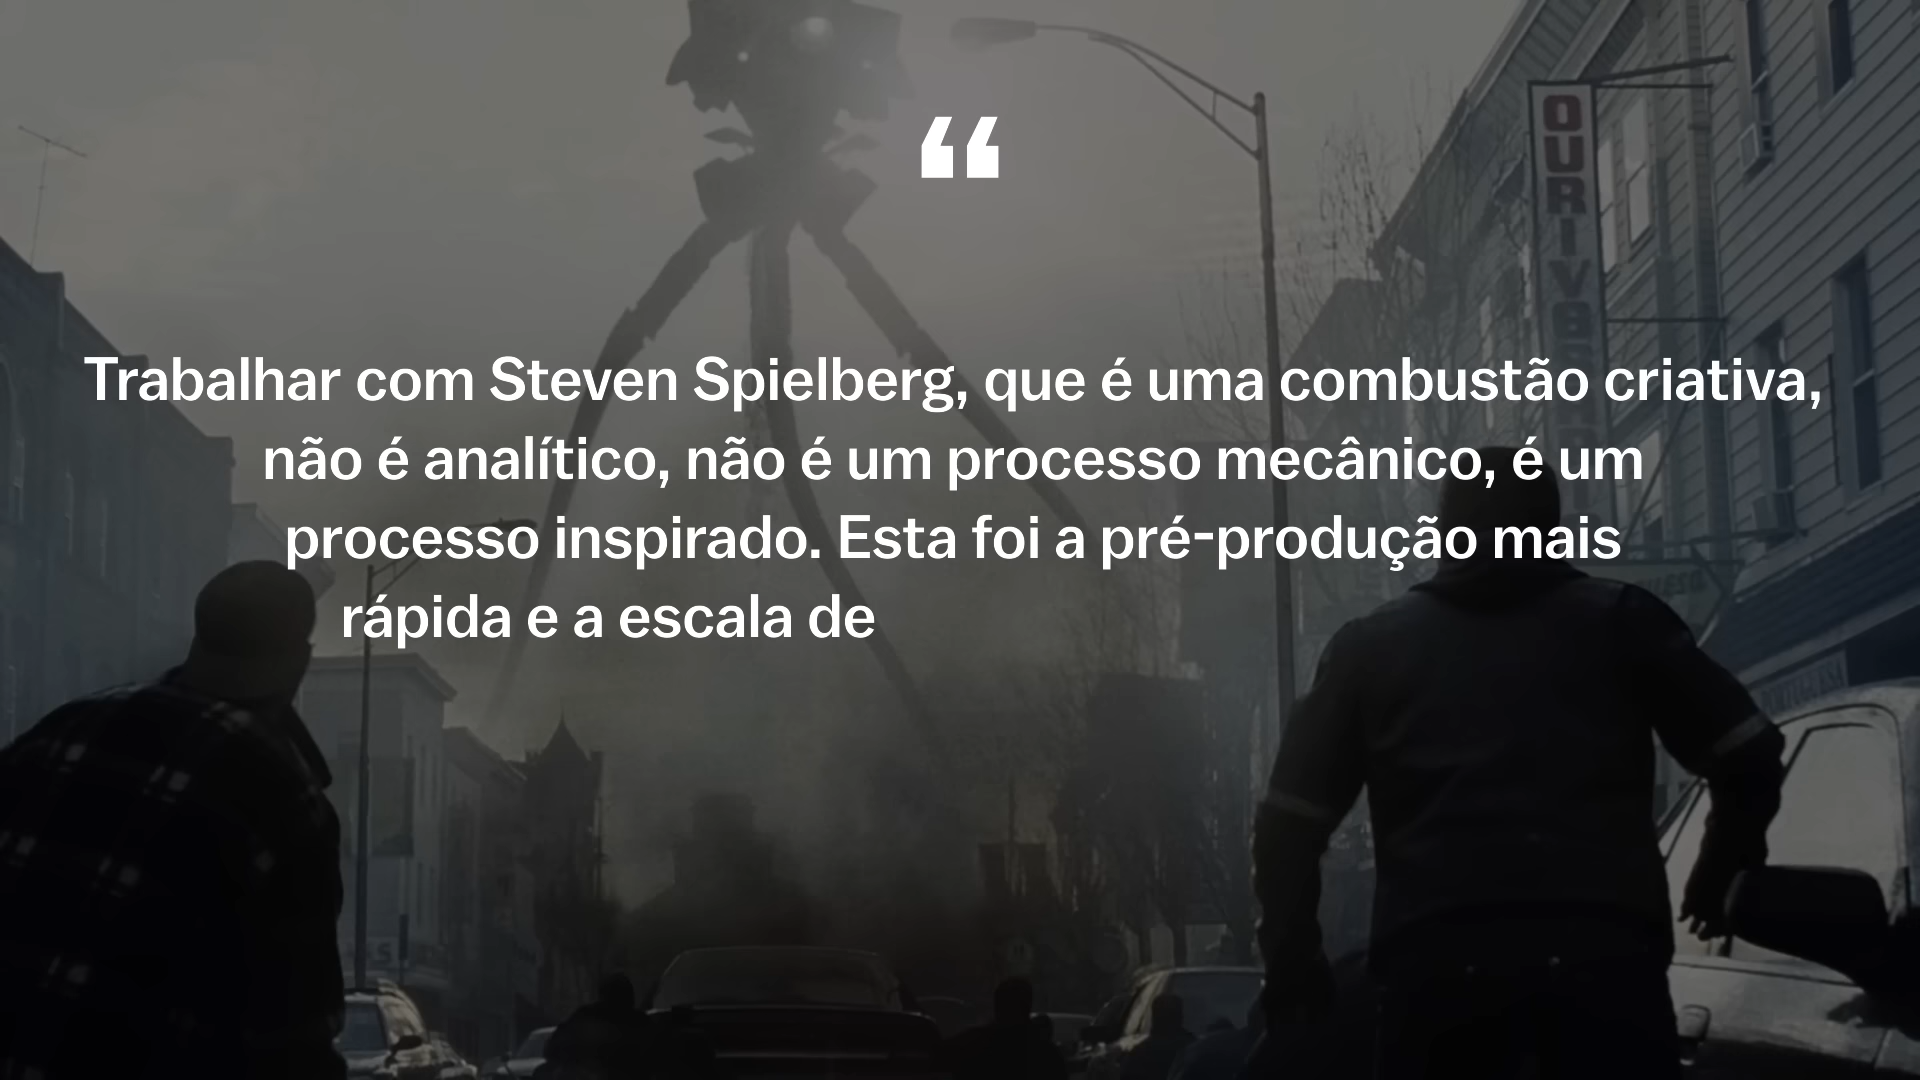 “
Trabalhar com Steven Spielberg, que é uma combustão criativa,
não é analítico, não é um processo mecânico, é um
processo inspirado. Esta foi a pré-produção mais
rápida e a escala de
OURIVES